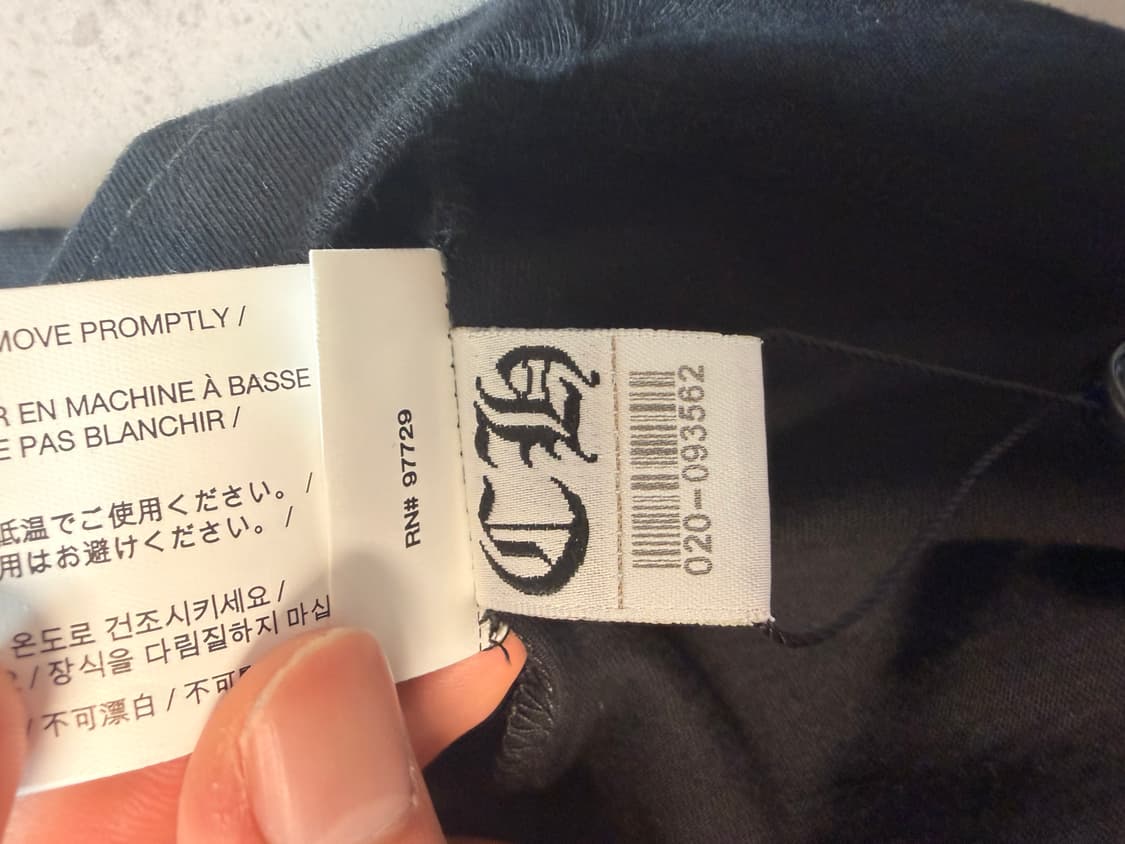 MOVE PROMPTLY /
R EN MACHINE À BASSE
E PAS BLANCHIR /
低温でご使用ください。 /
用はお避けください。 /
온도로 건조시키세요 /
/ 장식을 다림질하지 마십
/ 不可漂白 / 不可
RN# 97729
CH
020-093562